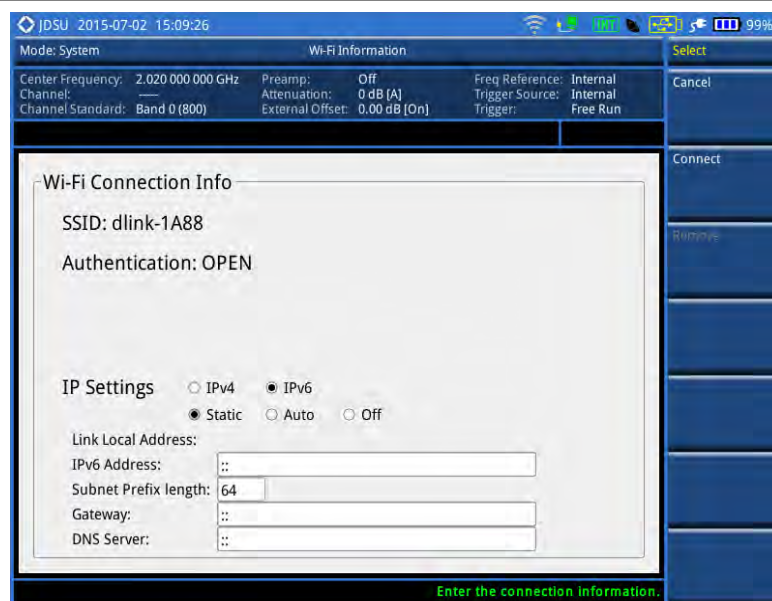 JDSU 2015-07-02 15:09:26 99%
Mode: System Wi-Fi Information Select
Center Frequency: 2.020 000 000 GHz Preamp: Off Freq Reference: Internal
Channel: –– Attenuation: 0 dB [A] Trigger Source: Internal
Channel Standard: Band 0 (800) External Offset: 0.00 dB [On] Trigger: Free Run
Cancel
Connect
Remove
Wi-Fi Connection Info
SSID: dlink-1A88
Authentication: OPEN
IP Settings IPv4 IPv6
Static Auto Off
Link Local Address:
IPv6 Address: ::
Subnet Prefix length: 64
Gateway: ::
DNS Server: ::
Enter the connection information.